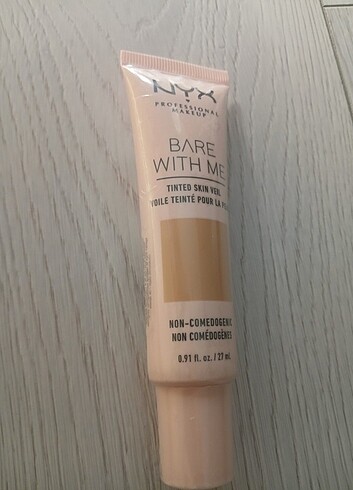 NYX
PROFESSIONAL
MAKEUP
BARE
WITH ME
TINTED SKIN VEIL
VOILE TEINTÉ POUR LA
NON-COMEDOGENIC
NON COMÉDOGÈNES
0.91 fl. oz. / 27 mL